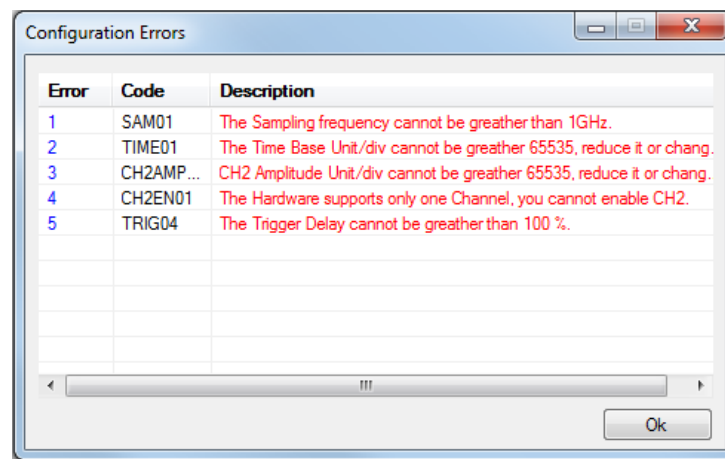 Configuration Errors
Error Code Description
1 SAM01 The Sampling frequency cannot be greather than 1GHz.
2 TIME01 The Time Base Unit/div cannot be greather 65535, reduce it or chang.
3 CH2AMP... CH2 Amplitude Unit/div cannot be greather 65535, reduce it or chang.
4 CH2EN01 The Hardware supports only one Channel, you cannot enable CH2.
5 TRIG04 The Trigger Delay cannot be greather than 100 %.
Ok